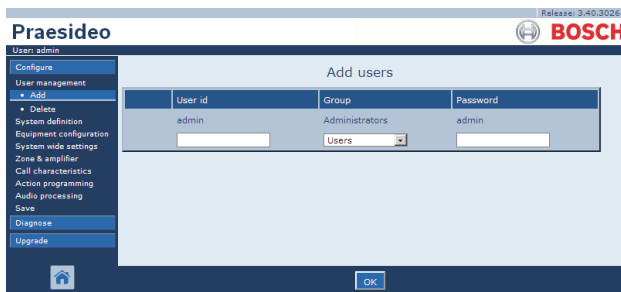 Release: 3.40.3026
Praesideo
BOSCH
User: admin
Configure
User management
• Add
• Delete
System definition
Equipment configuration
System wide settings
Zone & amplifier
Call characteristics
Action programming
Audio processing
Save
Diagnose
Upgrade
Add users
User id Group Password
admin Administrators admin
Users
OK